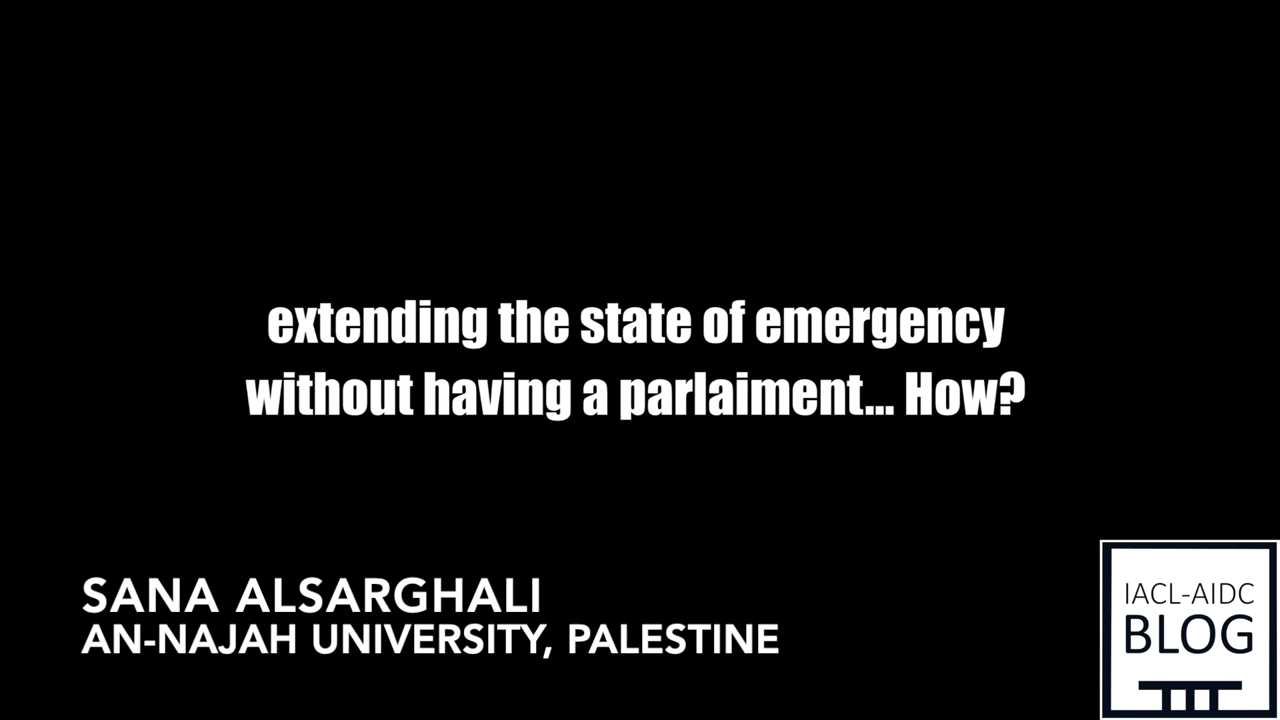 extending the state of emergency
without having a parlaiment... How?
SANA ALSARGHALI
AN-NAJAH UNIVERSITY, PALESTINE
IACL-AIDC
BLOG